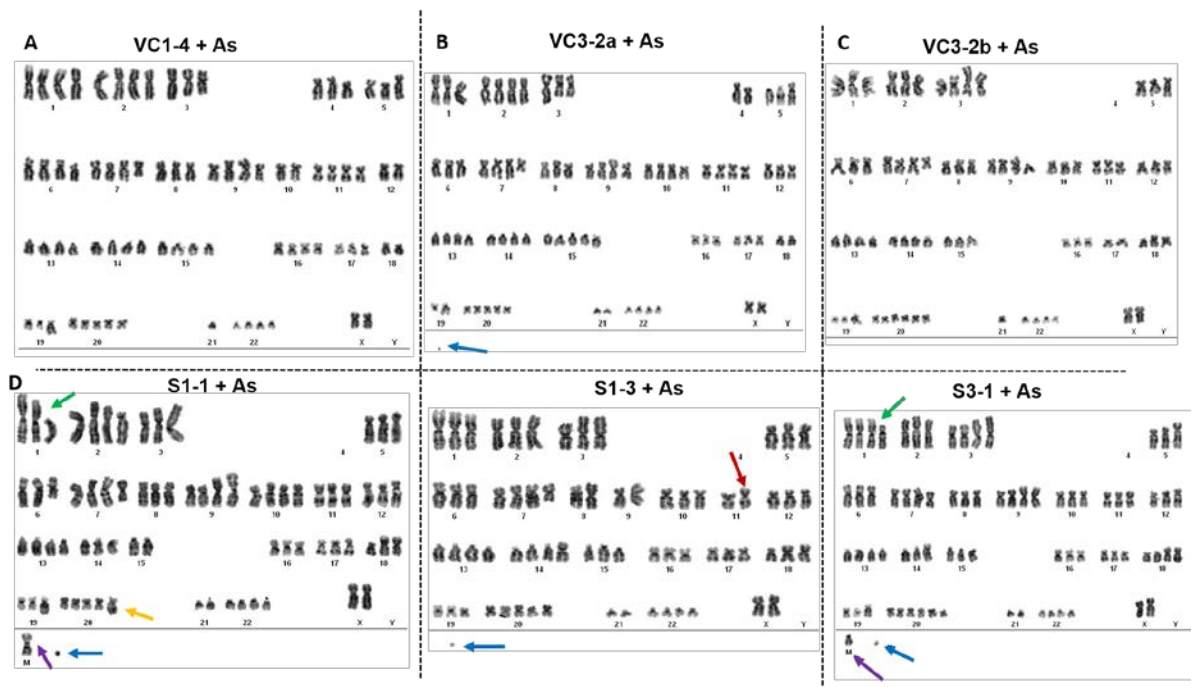 A
VC1-4 + As
1 2 3 4 5
6 7 8 9 10 11 12
13 14 15 16 17 18
19 20 21 22 X Y
B
VC3-2a + As
1 2 3 4 5
6 7 8 9 10 11 12
13 14 15 16 17 18
19 20 21 22 X Y
C
VC3-2b + As
1 2 3 4 5
6 7 8 9 10 11 12
13 14 15 16 17 18
19 20 21 22 X Y
D
S1-1 + As
1 2 3 4 5
6 7 8 9 10 11 12
13 14 15 16 17 18
19 20 21 22 X Y
M
S1-3 + As
1 2 3 4 5
6 7 8 9 10 11 12
13 14 15 16 17 18
19 20 21 22 X Y
S3-1 + As
1 2 3 4 5
6 7 8 9 10 11 12
13 14 15 16 17 18
19 20 21 22 X Y
M